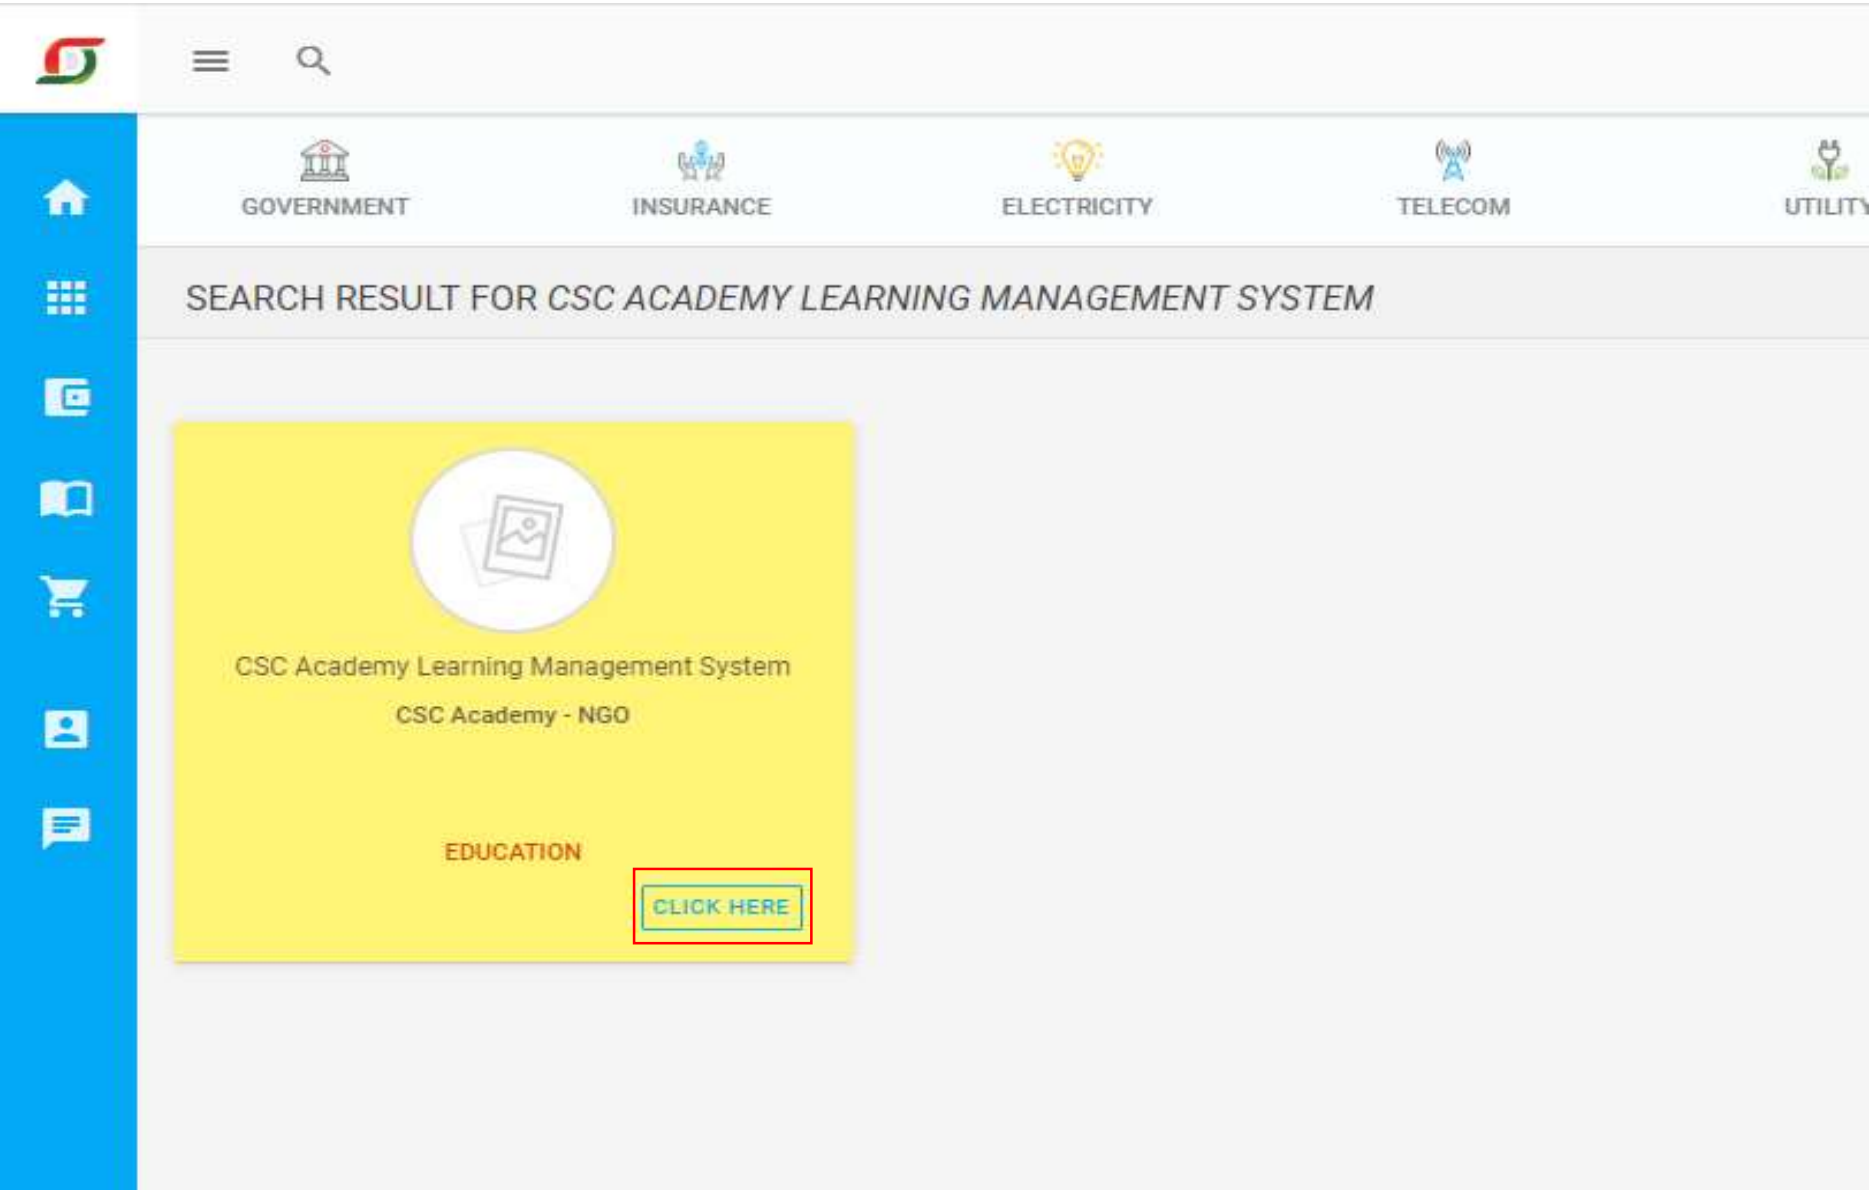 GOVERNMENT
INSURANCE
ELECTRICITY
TELECOM
UTILITY
SEARCH RESULT FOR CSC ACADEMY LEARNING MANAGEMENT SYSTEM
CSC Academy Learning Management System
CSC Academy - NGO
EDUCATION
CLICK HERE